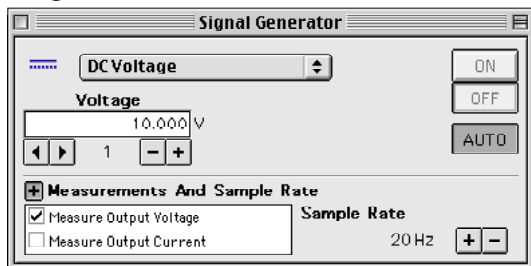 Signal Generator
DC Voltage
ON
OFF
AUTO
Voltage
10.000 V
1 - +
+ Measurements And Sample Rate
Measure Output Voltage
Measure Output Current
Sample Rate
20 Hz + -